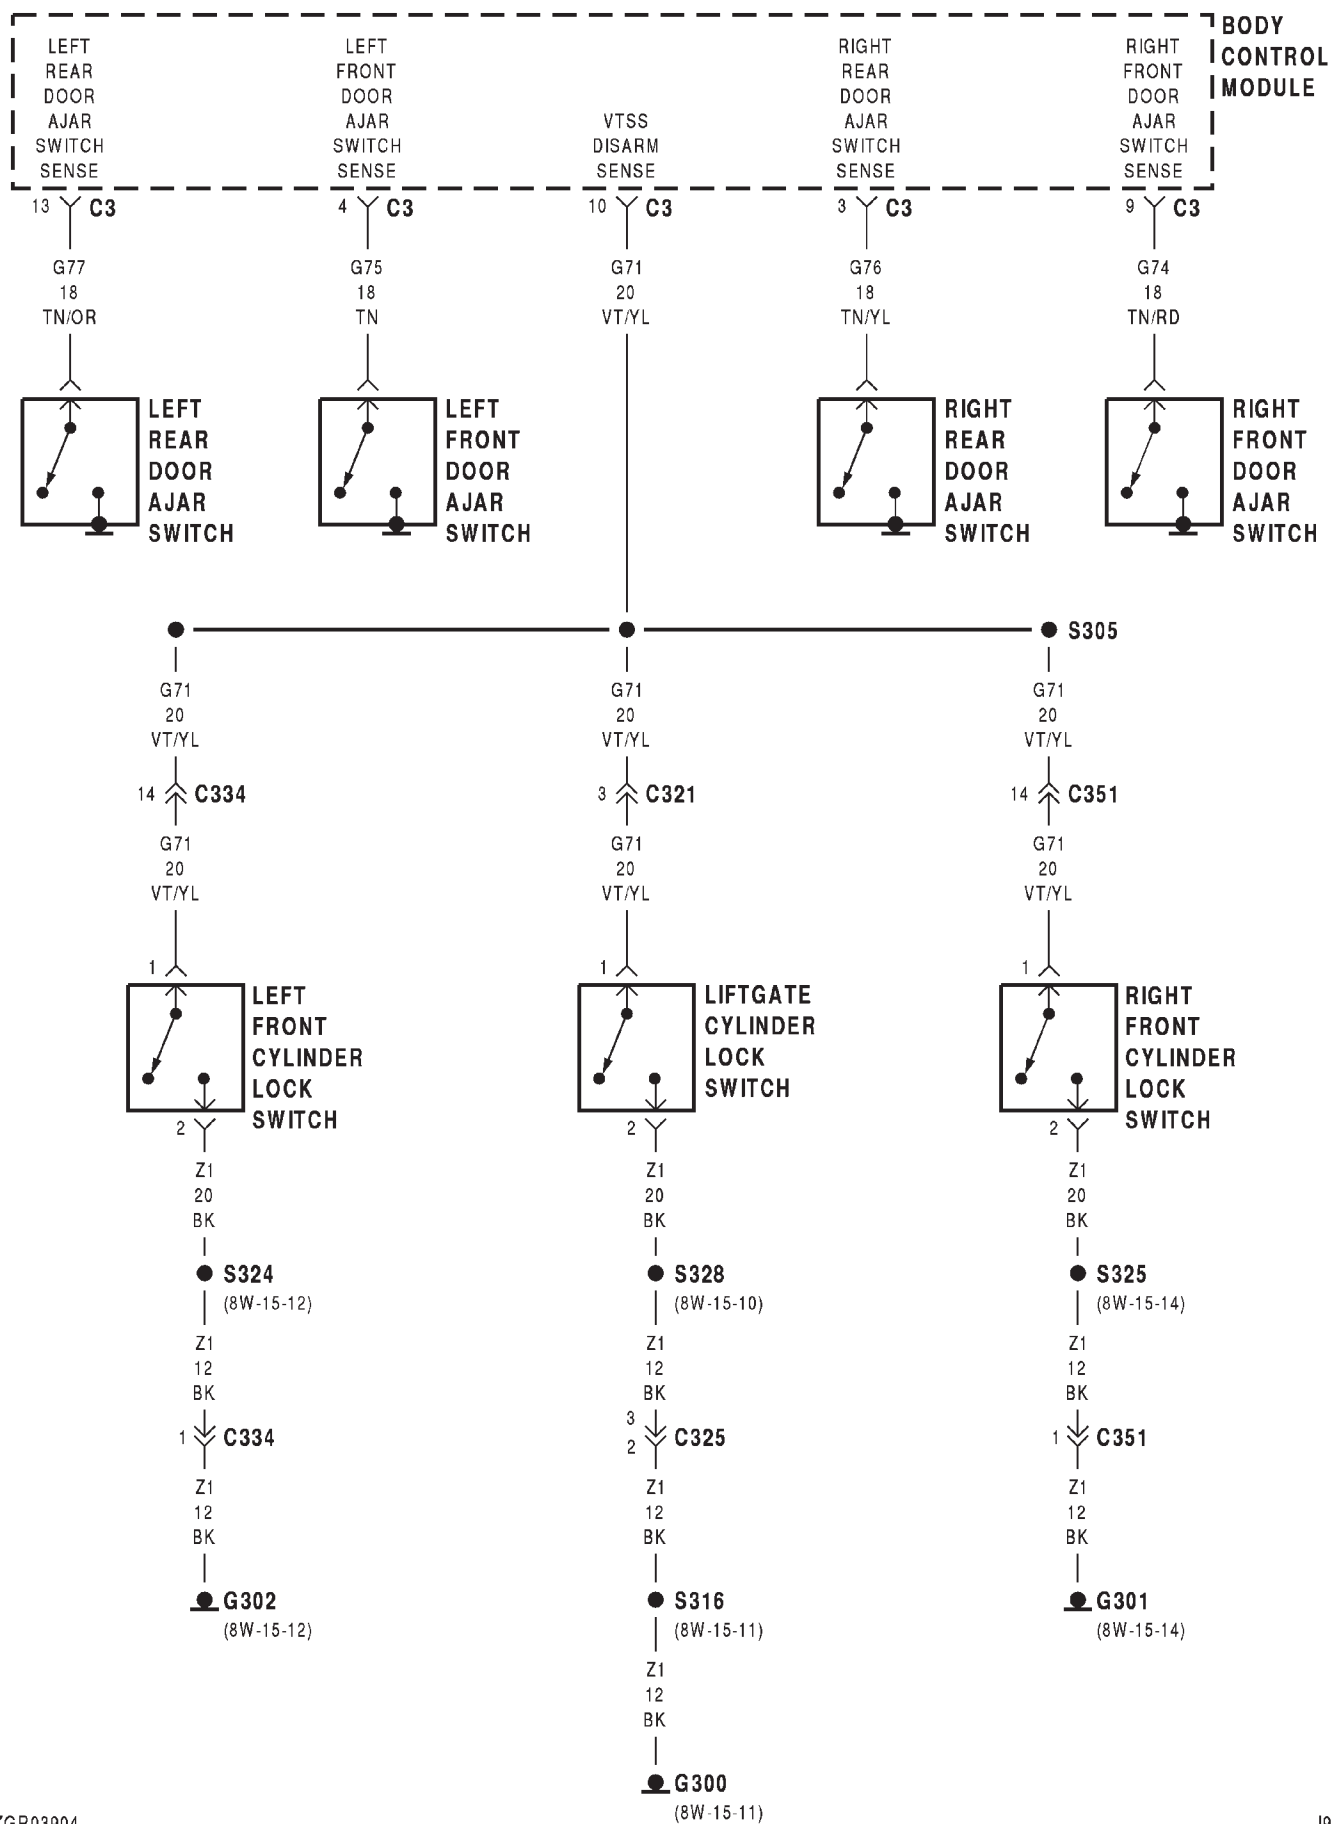 BODY
CONTROL
MODULE
LEFT
REAR
DOOR
AJAR
SWITCH
SENSE
LEFT
FRONT
DOOR
AJAR
SWITCH
SENSE
VTSS
DISARM
SENSE
RIGHT
REAR
DOOR
AJAR
SWITCH
SENSE
RIGHT
FRONT
DOOR
AJAR
SWITCH
SENSE
13 C3
4 C3
10 C3
3 C3
9 C3
G77
18
TN/OR
G75
18
TN
G71
20
VT/YL
G76
18
TN/YL
G74
18
TN/RD
LEFT
REAR
DOOR
AJAR
SWITCH
LEFT
FRONT
DOOR
AJAR
SWITCH
RIGHT
REAR
DOOR
AJAR
SWITCH
RIGHT
FRONT
DOOR
AJAR
SWITCH
S305
G71
20
VT/YL
G71
20
VT/YL
G71
20
VT/YL
14 C334
3 C321
14 C351
G71
20
VT/YL
G71
20
VT/YL
G71
20
VT/YL
1
LEFT
FRONT
CYLINDER
LOCK
SWITCH
2
1
LIFTGATE
CYLINDER
LOCK
SWITCH
2
1
RIGHT
FRONT
CYLINDER
LOCK
SWITCH
2
Z1
20
BK
Z1
20
BK
Z1
20
BK
S324
(8W-15-12)
S328
(8W-15-10)
S325
(8W-15-14)
Z1
12
BK
Z1
12
BK
Z1
12
BK
1 C334
3
2 C325
1 C351
Z1
12
BK
Z1
12
BK
Z1
12
BK
G302
(8W-15-12)
S316
(8W-15-11)
G301
(8W-15-14)
Z1
12
BK
G300
(8W-15-11)